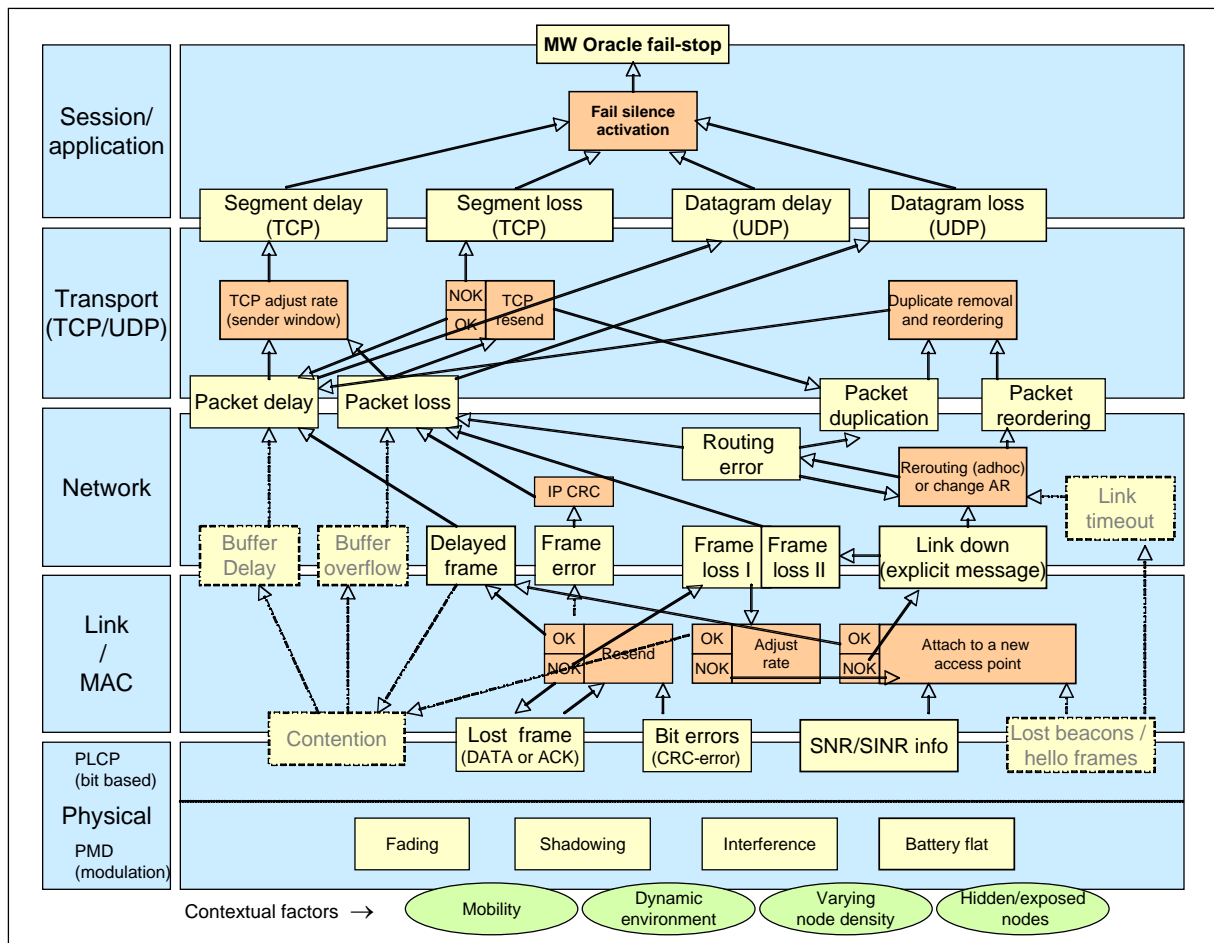 MW Oracle fail-stop
Session/
application
Fail silence
activation
Segment delay
(TCP)
Segment loss
(TCP)
Datagram delay
(UDP)
Datagram loss
(UDP)
Transport
(TCP/UDP)
TCP adjust rate
(sender window)
NOK
OK
TCP
resend
Duplicate removal
and reordering
Packet delay
Packet loss
Packet
duplication
Packet
reordering
Network
Routing
error
Rerouting (adhoc)
or change AR
Link
timeout
IP CRC
Buffer
Delay
Buffer
overflow
Delayed
frame
Frame
error
Frame
loss I
Frame
loss II
Link down
(explicit message)
Link
/
MAC
OK
NOK
Resend
OK
NOK
Adjust
rate
OK
NOK
Attach to a new
access point
Contention
Lost frame
(DATA or ACK)
Bit errors
(CRC-error)
SNR/SINR info
Lost beacons /
hello frames
PLCP
(bit based)
Physical
PMD
(modulation)
Fading
Shadowing
Interference
Battery flat
Contextual factors →
Mobility
Dynamic
environment
Varying
node density
Hidden/exposed
nodes